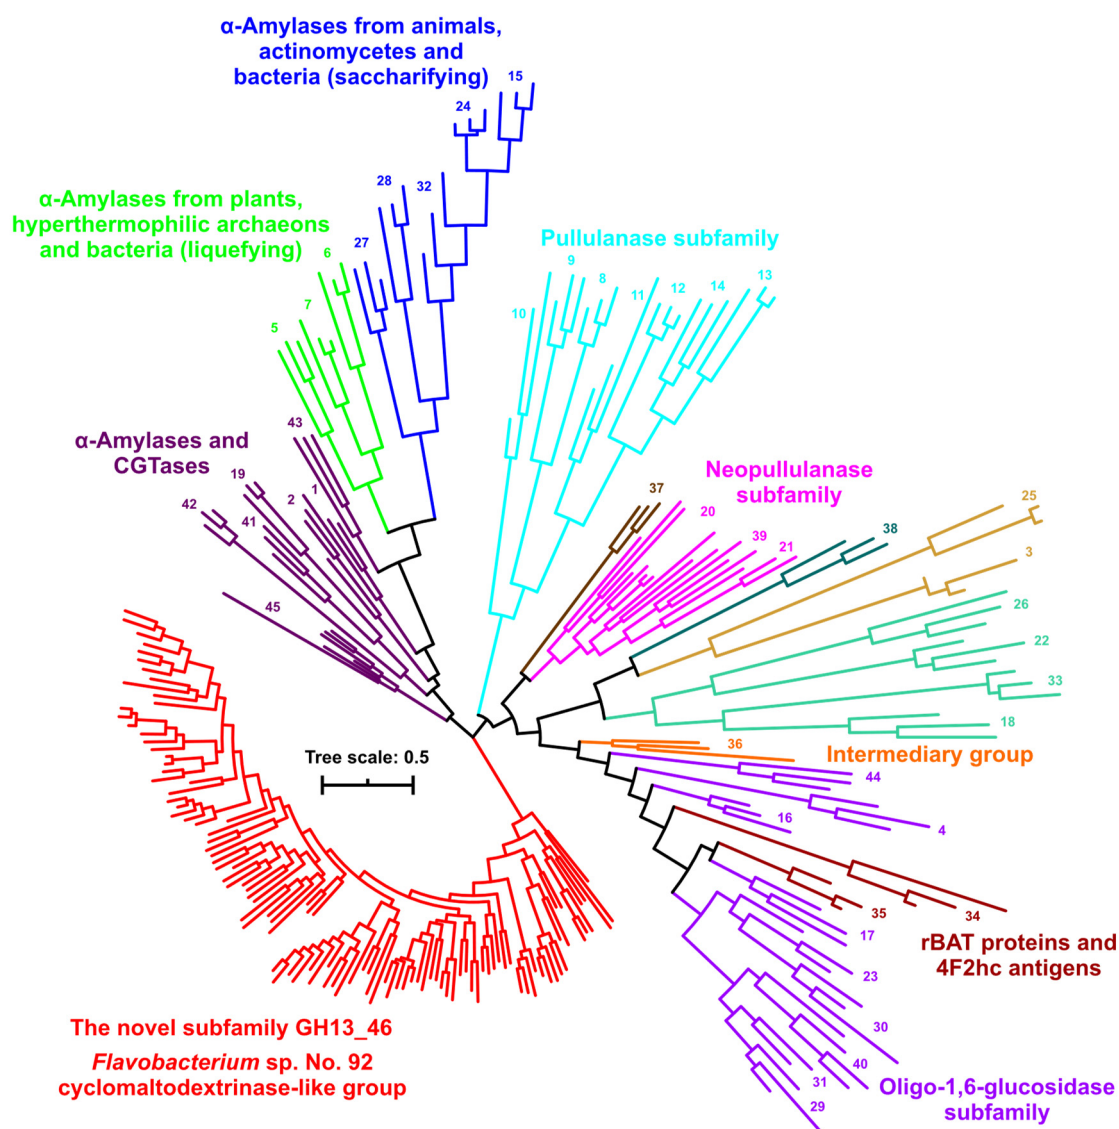 α-Amylases from animals,
actinomycetes and
bacteria (saccharifying)
15
24
28
32
27
α-Amylases from plants,
hyperthermophilic archaeons
and bacteria (liquefying)
6
7
5
Pullulanase subfamily
9
8
10
11
12
14
13
α-Amylases and
CGTases
43
19
2
1
42
41
45
Neopullulanase
subfamily
37
20
39
21
38
25
3
26
22
33
18
Intermediary group
36
44
16
4
Tree scale: 0.5
35
34
rBAT proteins and
4F2hc antigens
17
23
30
40
31
29
Oligo-1,6-glucosidase
subfamily
The novel subfamily GH13_46
Flavobacterium sp. No. 92
cyclomaltodextrinase-like group